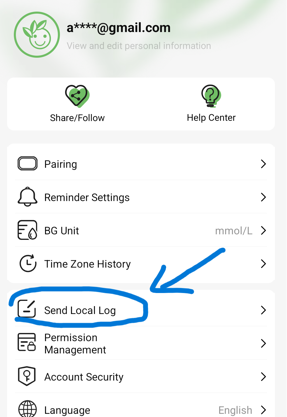 a****@gmail.com
View and edit personal information
Share/Follow
Help Center
Pairing
Reminder Settings
BG Unit
mmol/L
Time Zone History
Send Local Log
Permission
Management
Account Security
Language
English